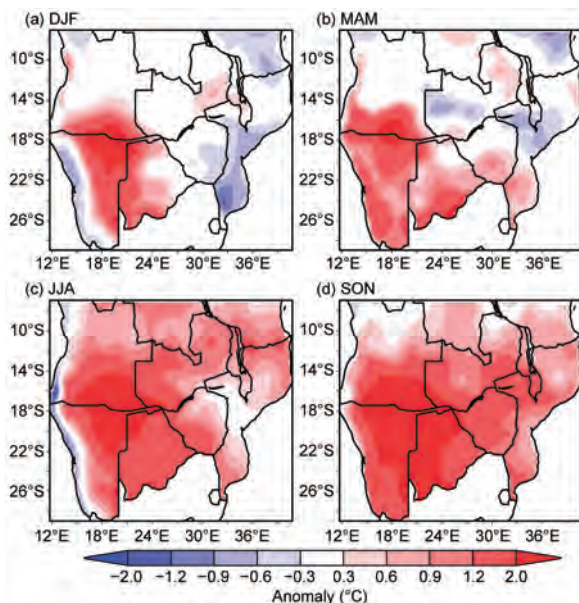 (a) DJF
(b) MAM
10°S
14°S
18°S
22°S
26°S
10°S
14°S
18°S
22°S
26°S
12°E 18°E 24°E 30°E 36°E
12°E 18°E 24°E 30°E 36°E
(c) JJA
(d) SON
10°S
14°S
18°S
22°S
26°S
10°S
14°S
18°S
22°S
26°S
12°E 18°E 24°E 30°E 36°E
12°E 18°E 24°E 30°E 36°E
−2.0 −1.2 −0.9 −0.6 −0.3 0.3 0.6 0.9 1.2 2.0
Anomaly (°C)